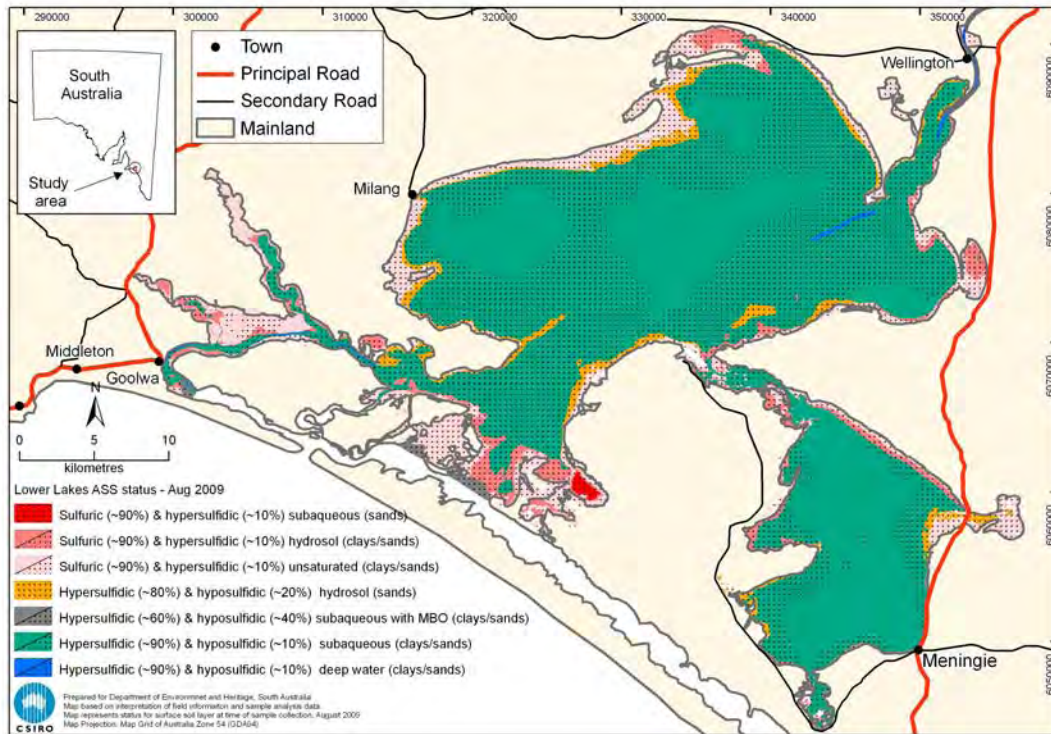 290000
300000
310000
320000
330000
340000
350000
South
Australia
Study
area
Town
Principal Road
Secondary Road
Mainland
Wellington
6090000
Milang
6080000
Middleton
Goolwa
N
6070000
0 5 10
kilometres
Lower Lakes ASS status - Aug 2009
Sulfuric (~90%) & hypersulfidic (~10%) subaqueous (sands)
Sulfuric (~90%) & hypersulfidic (~10%) hydrosol (clays/sands)
6060000
Sulfuric (~90%) & hypersulfidic (~10%) unsaturated (clays/sands)
Hypersulfidic (~80%) & hyposulfidic (~20%) hydrosol (sands)
Hypersulfidic (~60%) & hyposulfidic (~40%) subaqueous with MBO (clays/sands)
Hypersulfidic (~90%) & hyposulfidic (~10%) subaqueous (clays/sands)
Hypersulfidic (~90%) & hyposulfidic (~10%) deep water (clays/sands)
Meningie
6050000
CSIRO
Prepared for Department of Environmnet and Heritage, South Australia
Map based on interpretation of field information and sample analysis data.
Map represents status for surface soil layer at time of sample collection, August 2009
Map Projection: Map Grid of Australia Zone 54 (GDA94)